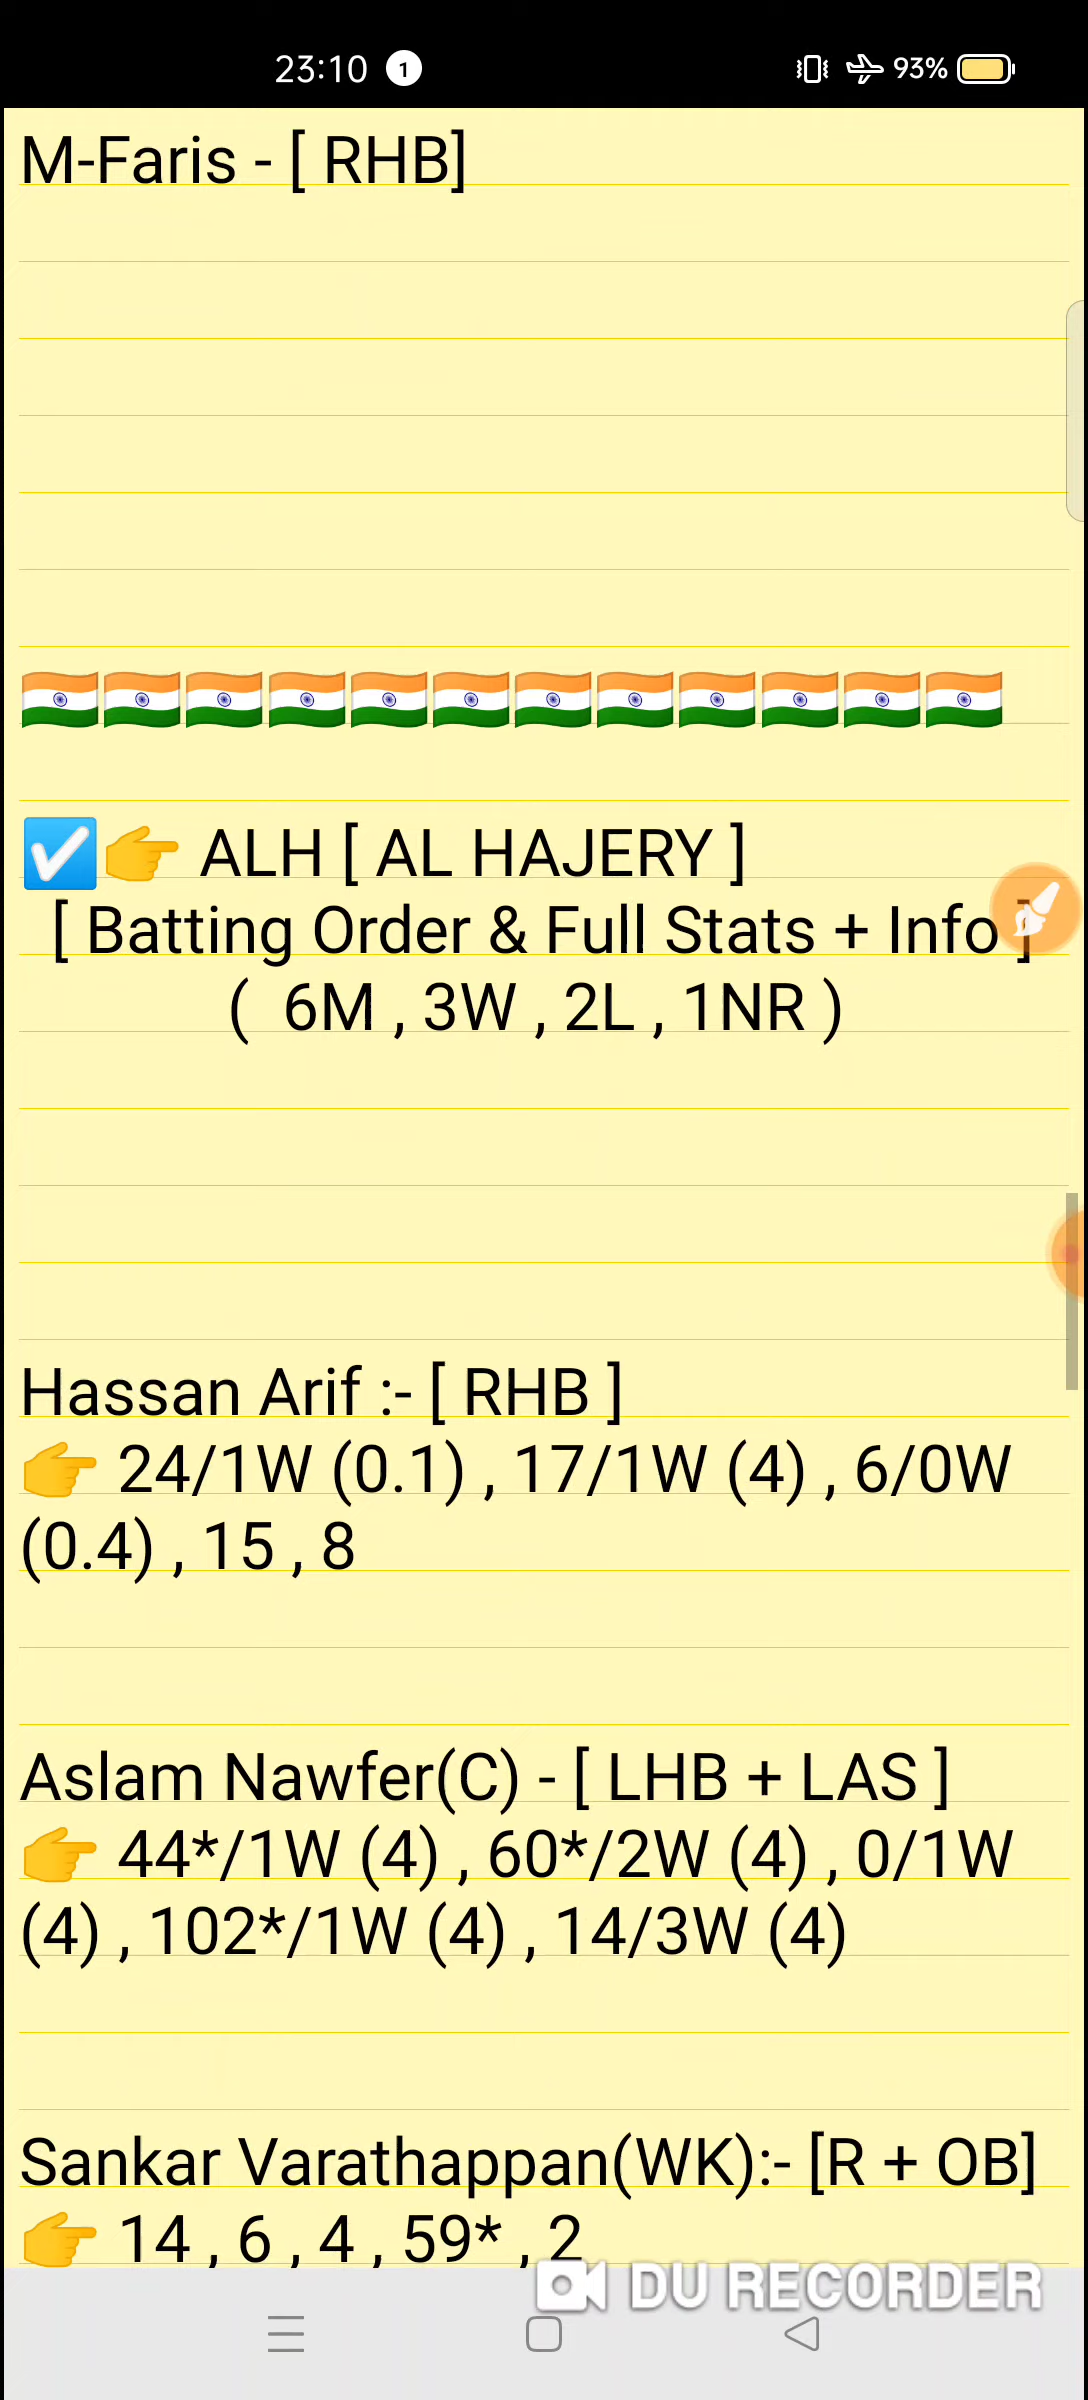 23:10 1 93%
M-Faris - [ RHB]
🇮🇳🇮🇳🇮🇳🇮🇳🇮🇳🇮🇳🇮🇳🇮🇳🇮🇳🇮🇳🇮🇳🇮🇳
☑️👉 ALH [ AL HAJERY ]
[ Batting Order & Full Stats + Info ]
( 6M , 3W , 2L , 1NR )
Hassan Arif :- [ RHB ]
👉 24/1W (0.1) , 17/1W (4) , 6/0W
(0.4) , 15 , 8
Aslam Nawfer(C) - [ LHB + LAS ]
👉 44*/1W (4) , 60*/2W (4) , 0/1W
(4) , 102*/1W (4) , 14/3W (4)
Sankar Varathappan(WK):- [R + OB]
👉 14 , 6 , 4 , 59* , 2
DU RECORDER